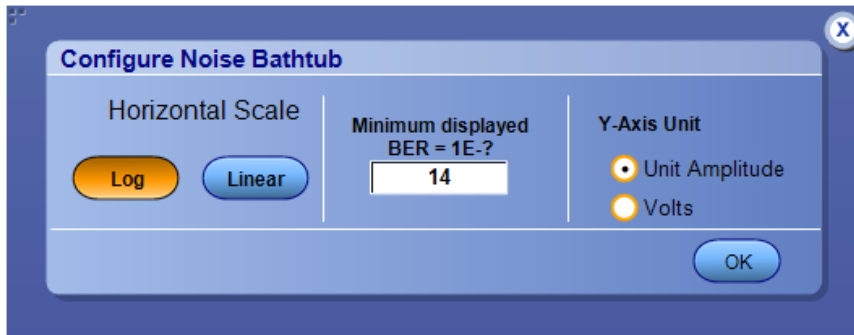 X
Configure Noise Bathtub
Horizontal Scale
Log
Linear
Minimum displayed
BER = 1E-?
14
Y-Axis Unit
Unit Amplitude
Volts
OK